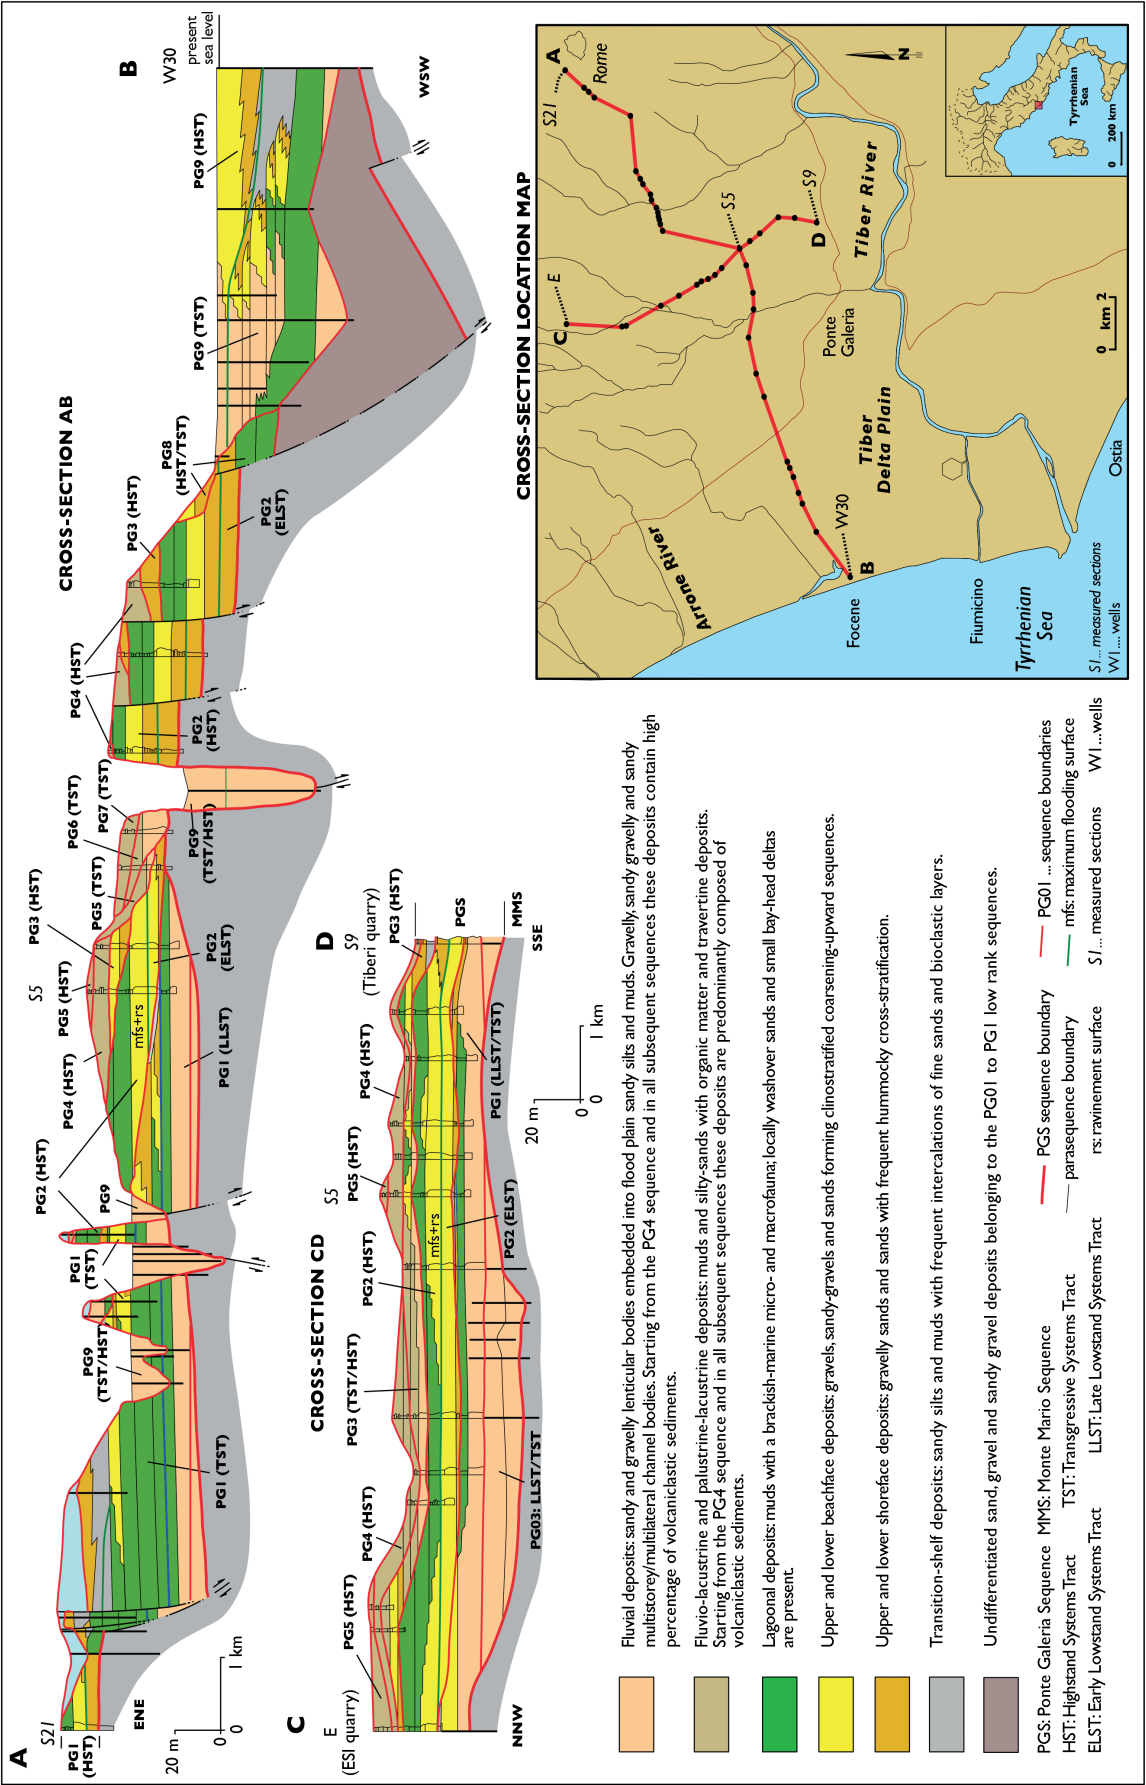 CROSS-SECTION AB
A
S21
PG1
(HST)
ENE
20 m
0
0
1 km
PG1 (TST)
PG9
(TST/HST)
PG1
(TST)
PG9
PG2 (HST)
PG4 (HST)
PG5 (HST)
S5
PG3 (HST)
mfs+rs
PG1 (LLST)
PG2
(ELST)
PG5 (TST)
PG6 (TST)
PG7 (TST)
PG9
(TST/HST)
PG2
(HST)
PG4 (HST)
PG3 (HST)
PG2
(ELST)
PG8
(HST/TST)
PG9 (TST)
PG9 (HST)
B
W30
present
sea level
WSW
CROSS-SECTION CD
C
E
(ESI quarry)
NNW
PG5 (HST)
PG4 (HST)
PG03: LLST/TST
PG3 (TST/HST)
PG2 (HST)
mfs+rs
PG2 (ELST)
S5
PG5 (HST)
PG4 (HST)
PG1 (LLST/TST)
D
S9
(Tiberi quarry)
PG3 (HST)
PGS
MMS
SSE
20 m
0
0
1 km
CROSS-SECTION LOCATION MAP
A
Rome
S21
N
C
E
S5
S9
D
Tiber River
Ponte
Galeria
Tiber
Delta Plain
W30
B
Arrone River
Focene
Fiumicino
Ostia
Tyrrhenian
Sea
0 km 2
S1... measured sections
W1.... wells
Tyrrhenian
Sea
0 200 km
Fluvial deposits: sandy and gravelly lenticular bodies embedded into flood plain sandy silts and muds. Gravelly, sandy gravelly and sandy
multistorey/multilateral channel bodies. Starting from the PG4 sequence and in all subsequent sequences these deposits contain high
percentage of volcaniclastic sediments.
Fluvio-lacustrine and palustrine-lacustrine deposits: muds and silty-sands with organic matter and travertine deposits.
Starting from the PG4 sequence and in all subsequent sequences these deposits are predominantly composed of
volcaniclastic sediments.
Lagoonal deposits: muds with a brackish-marine micro- and macrofauna; locally washover sands and small bay-head deltas
are present.
Upper and lower beachface deposits: gravels, sandy-gravels and sands forming clinostratified coarsening-upward sequences.
Upper and lower shoreface deposits: gravelly sands and sands with frequent hummocky cross-stratification.
Transition-shelf deposits: sandy silts and muds with frequent intercalations of fine sands and bioclastic layers.
Undifferentiated sand, gravel and sandy gravel deposits belonging to the PG01 to PG1 low rank sequences.
PGS: Ponte Galeria Sequence MMS: Monte Mario Sequence
HST: Highstand Systems Tract TST: Transgressive Systems Tract
ELST: Early Lowstand Systems Tract LLST: Late Lowstand Systems Tract
PGS sequence boundary
parasequence boundary
rs: ravinement surface
PG01 ... sequence boundaries
mfs: maximum flooding surface
S1... measured sections W1 ...wells